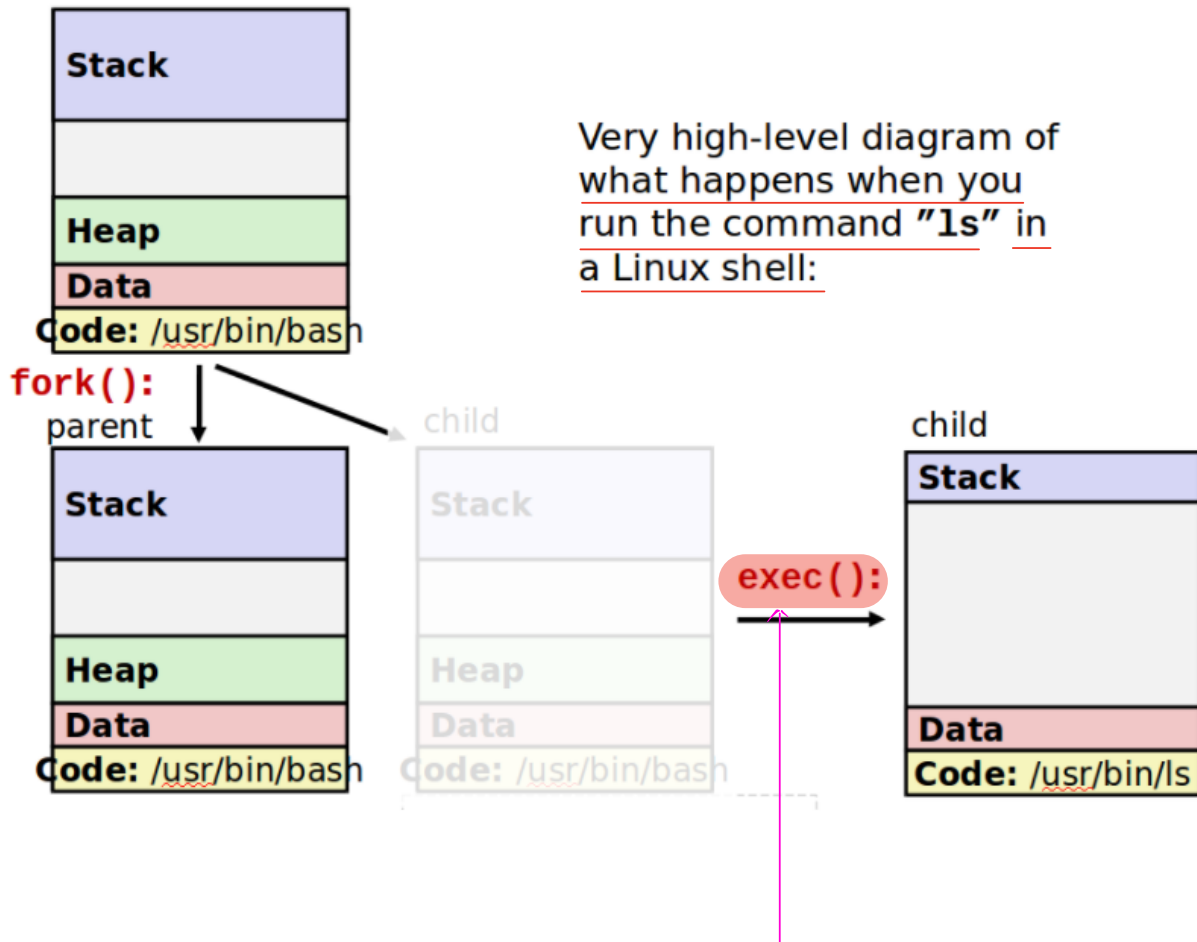 Stack
Heap
Data
Code: /usr/bin/bash
Very high-level diagram of
what happens when you
run the command "ls" in
a Linux shell:
fork():
parent
child
child
Stack
Heap
Data
Code: /usr/bin/bash
Stack
Heap
Data
Code: /usr/bin/bash
exec():
Stack
Data
Code: /usr/bin/ls